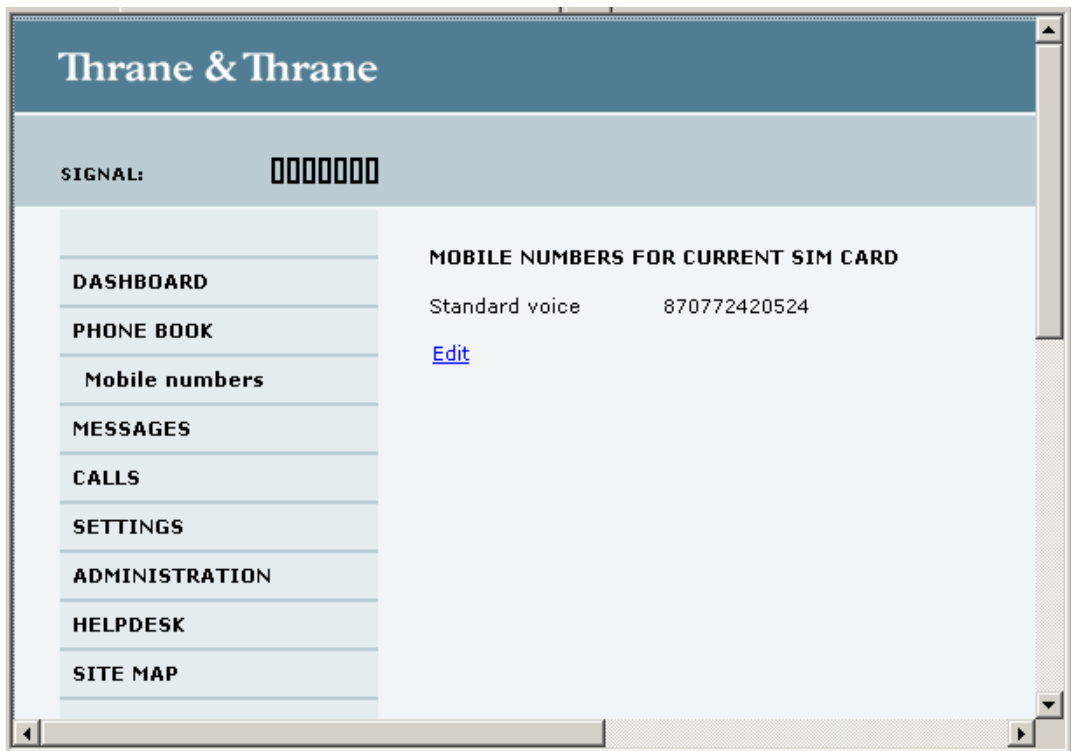 Thrane & Thrane
SIGNAL:
DASHBOARD
PHONE BOOK
Mobile numbers
MESSAGES
CALLS
SETTINGS
ADMINISTRATION
HELPDESK
SITE MAP
MOBILE NUMBERS FOR CURRENT SIM CARD
Standard voice 870772420524
Edit